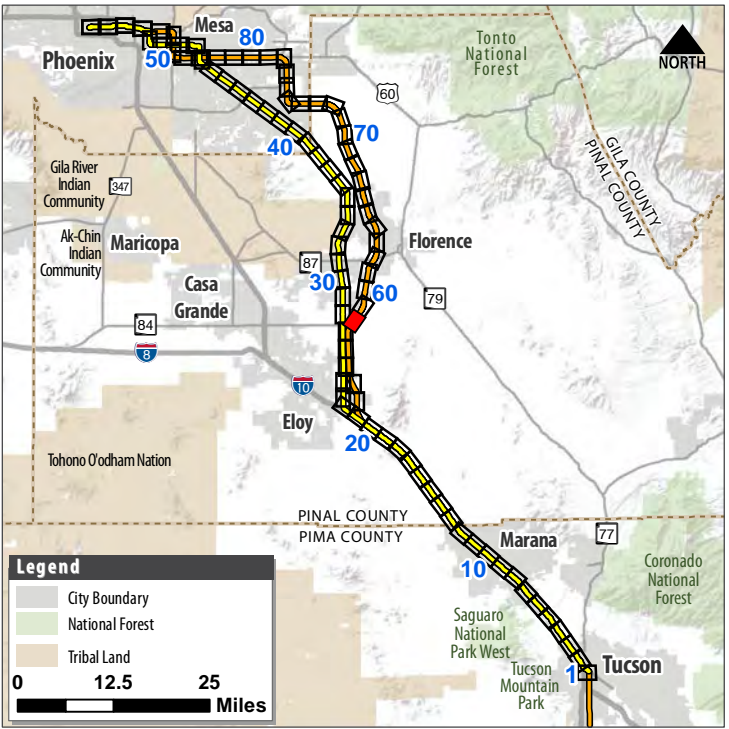 Mesa
80
Phoenix
50
Tonto
National
Forest
NORTH
60
70
40
GILA COUNTY
PINAL COUNTY
Gila River
Indian
Community
347
Ak-Chin
Indian
Community
Maricopa
Florence
87
30
Casa
Grande
60
79
84
8
10
Eloy
20
Tohono O'odham Nation
PINAL COUNTY
PIMA COUNTY
Marana
77
10
Coronado
National
Forest
Saguaro
National
Park West
Tucson
Mountain
Park
1
Tucson
Legend
City Boundary
National Forest
Tribal Land
0 12.5 25
Miles